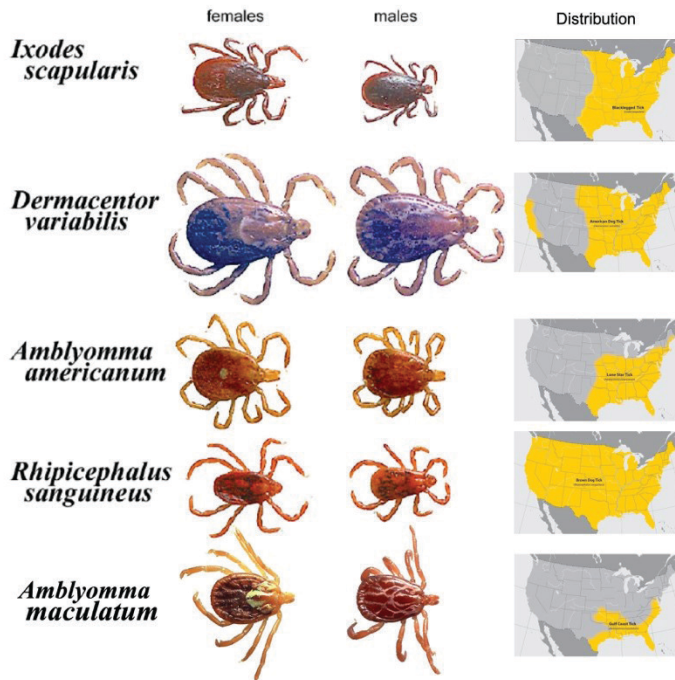 females
males
Distribution
Ixodes
scapularis
Blacklegged Tick
Dermacentor
variabilis
American Dog Tick
Amblyomma
americanum
Lone Star Tick
Rhipicephalus
sanguineus
Brown Dog Tick
Amblyomma
maculatum
Gulf Coast Tick